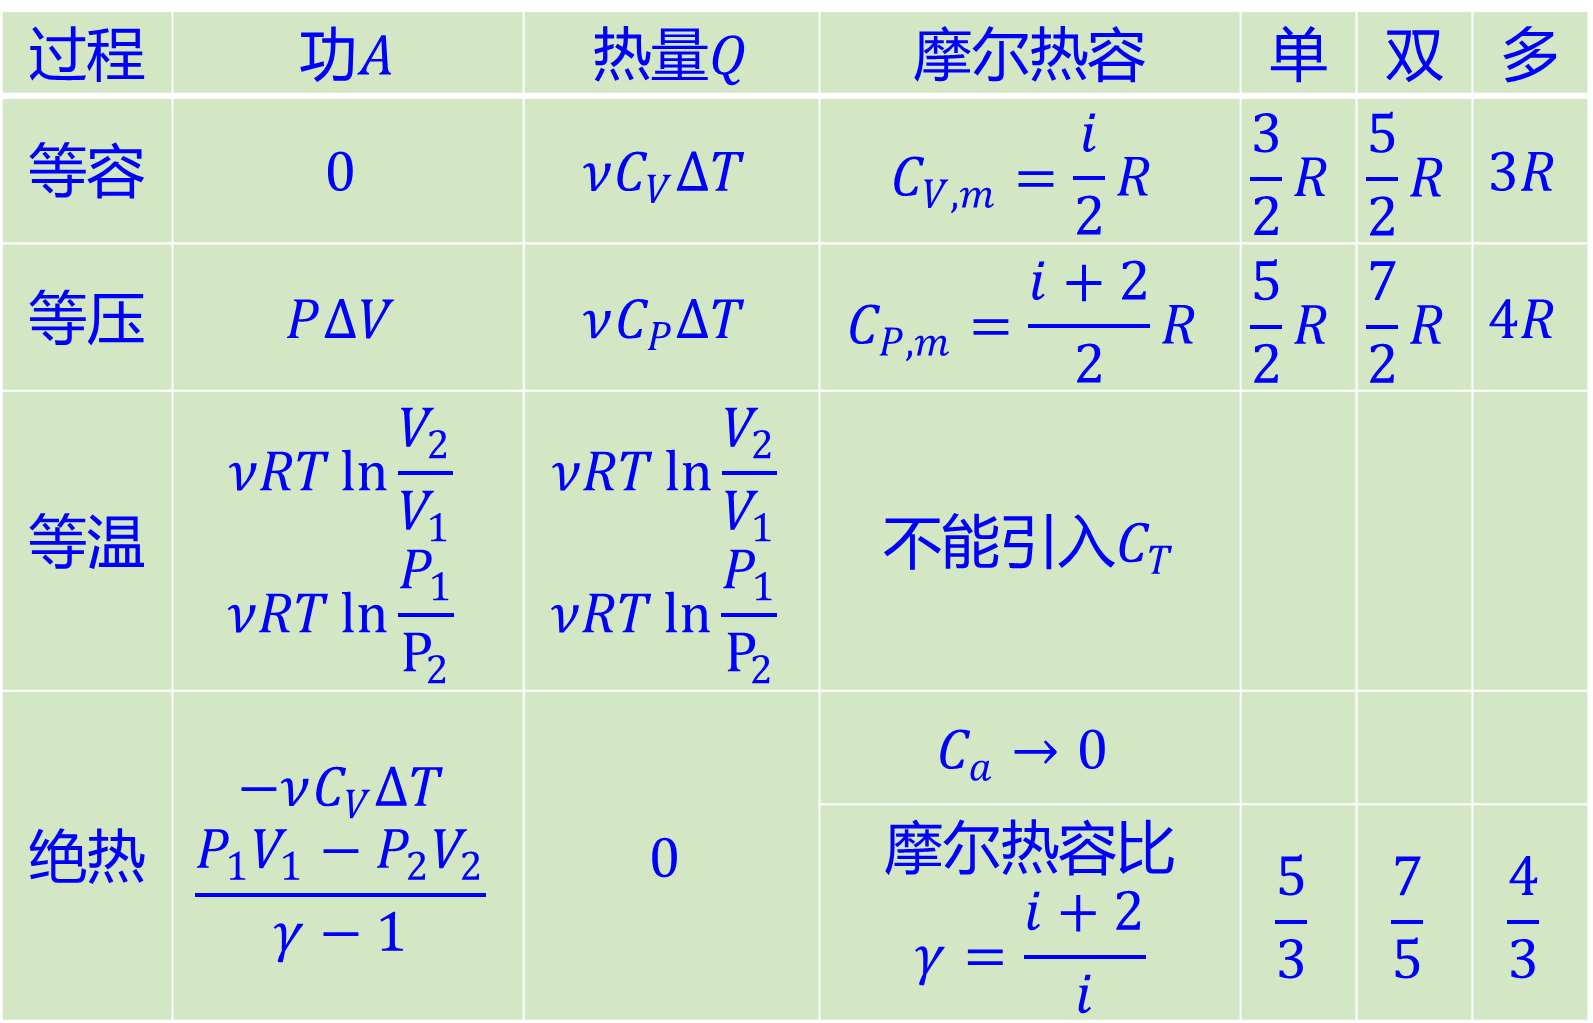 过程 功A 热量Q 摩尔热容 单 双 多
等容 0 νC_VΔT C_{V,m} = i/2 R 3/2 R 5/2 R 3R
等压 PΔV νC_PΔT C_{P,m} = (i + 2)/2 R 5/2 R 7/2 R 4R
等温 νRT ln V_2/V_1 νRT ln V_2/V_1 不能引入C_T
νRT ln P_1/P_2 νRT ln P_1/P_2
绝热 −νC_VΔT 0 C_a → 0
(P_1V_1 − P_2V_2)/(γ − 1) 摩尔热容比
γ = (i + 2)/i 5/3 7/5 4/3